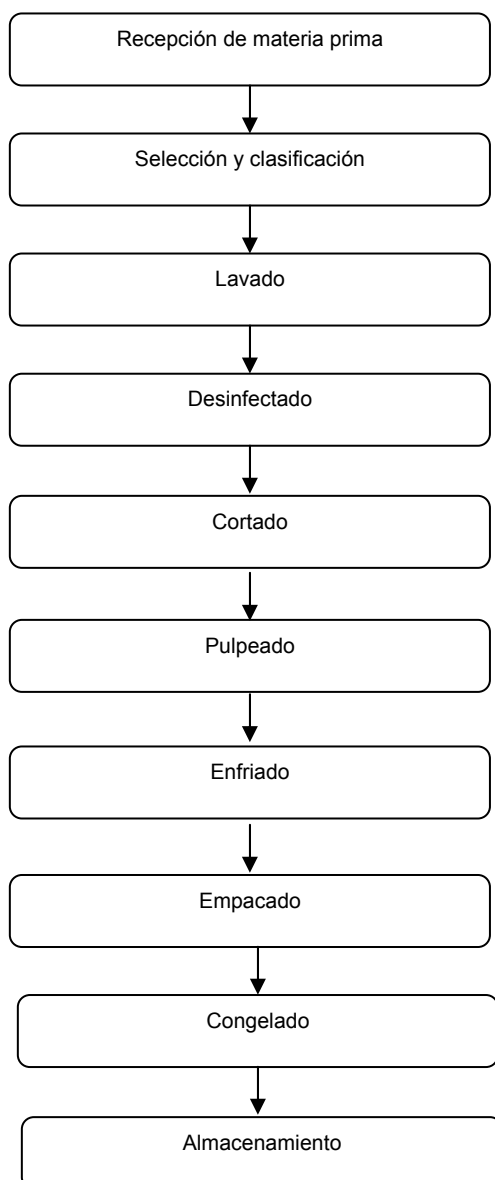 Recepción de materia prima
Selección y clasificación
Lavado
Desinfectado
Cortado
Pulpeado
Enfriado
Empacado
Congelado
Almacenamiento